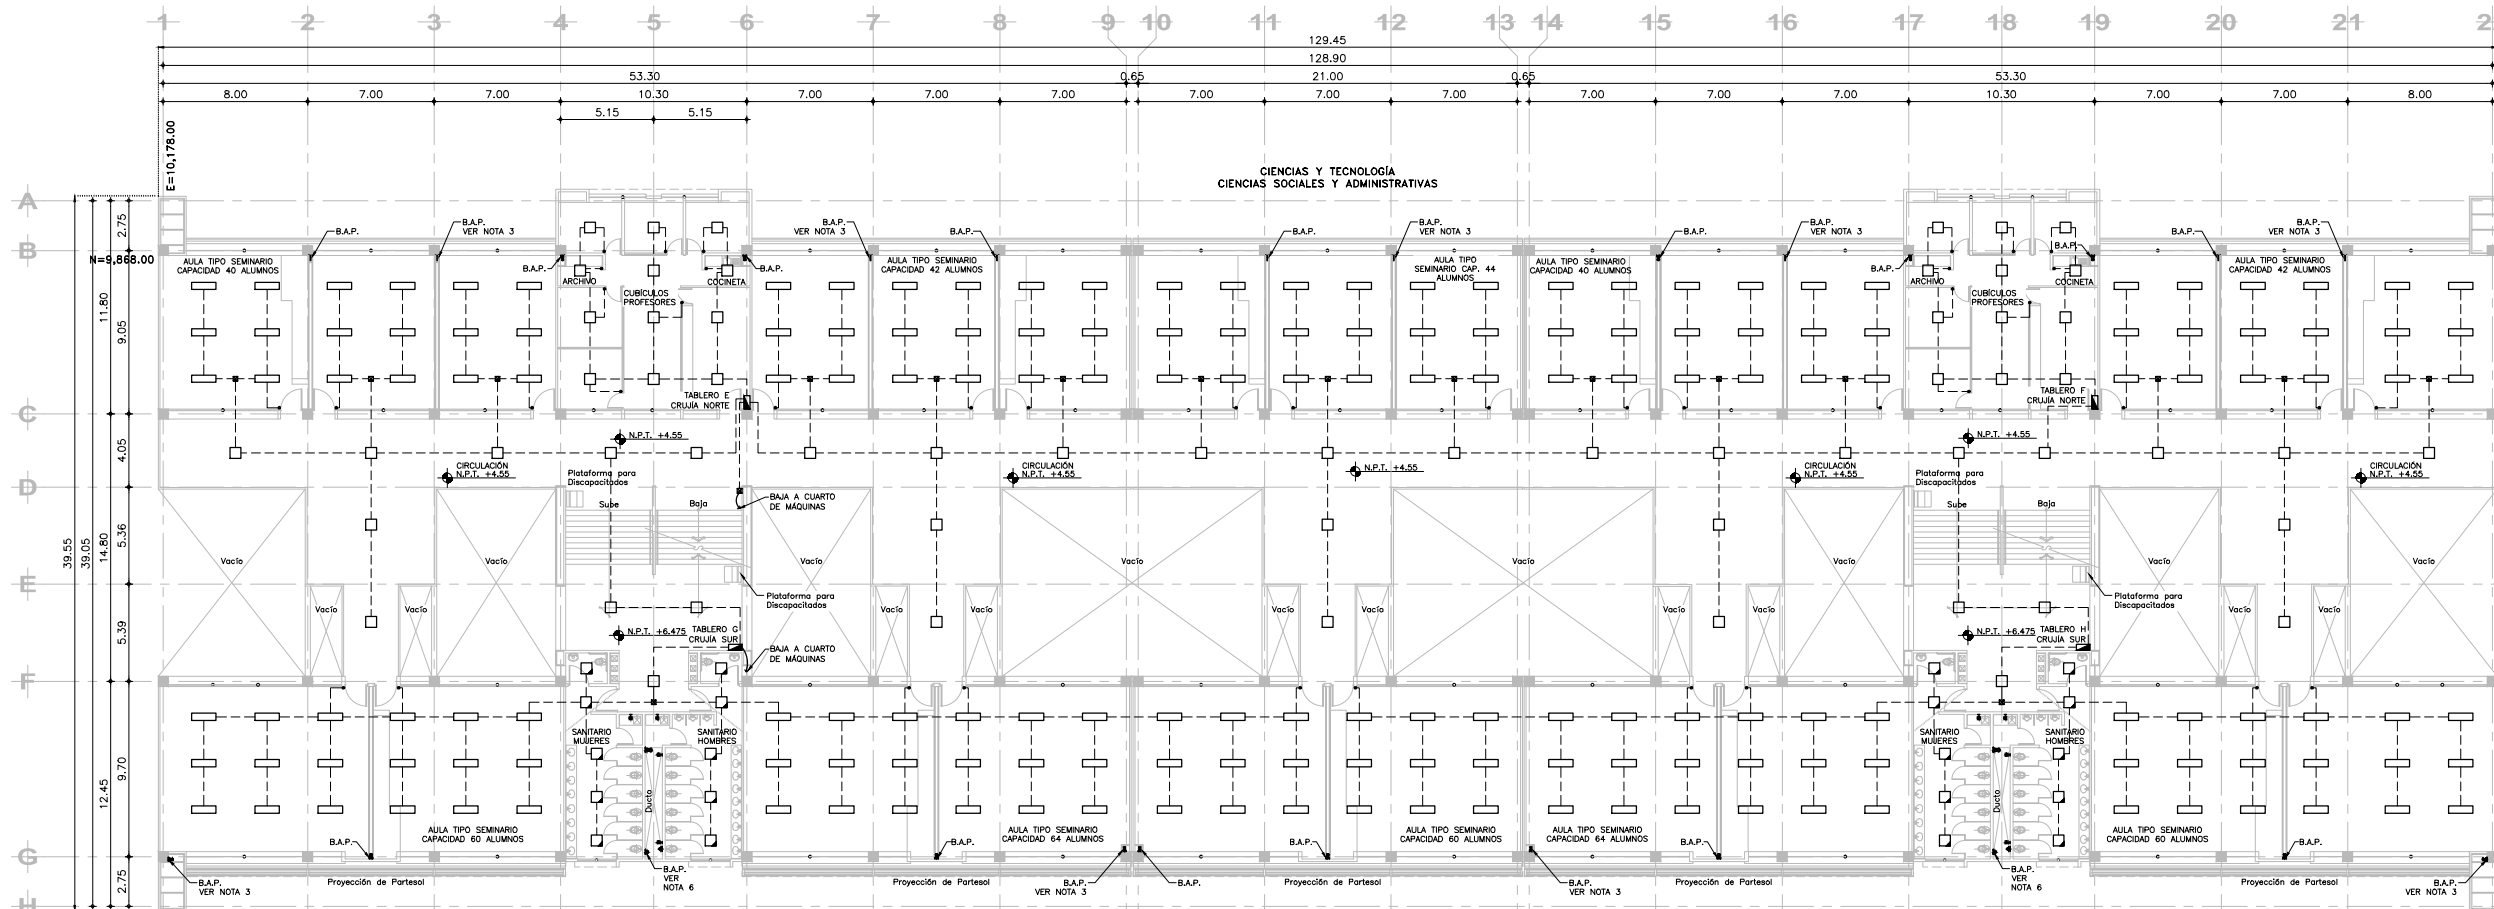 1 2 3 4 5 6 7 8 9 10 11 12 13 14 15 16 17 18 19 20 21 2
129.45
128.90
53.30 0.65 21.00 0.65 53.30
8.00 7.00 7.00 10.30 7.00 7.00 7.00 7.00 7.00 7.00 7.00 7.00 7.00 10.30 7.00 7.00 8.00
5.15 5.15
E=10,178.00
CIENCIAS Y TECNOLOGÍA
CIENCIAS SOCIALES Y ADMINISTRATIVAS
A
B
C
D
E
F
G
H
2.75
11.80
9.05
4.05
39.55
39.05
14.80
5.36
5.39
12.45
9.70
2.75
N=9,868.00
B.A.P.
B.A.P.
VER NOTA 3
B.A.P.
VER NOTA 3
B.A.P.
B.A.P.
B.A.P.
VER NOTA 3
B.A.P.
B.A.P.
VER NOTA 3
B.A.P.
B.A.P.
B.A.P.
VER NOTA 3
AULA TIPO SEMINARIO
CAPACIDAD 40 ALUMNOS
B.A.P.
B.A.P.
AULA TIPO SEMINARIO
CAPACIDAD 42 ALUMNOS
AULA TIPO
SEMINARIO CAP. 44
ALUMNOS
AULA TIPO SEMINARIO
CAPACIDAD 40 ALUMNOS
B.A.P.
AULA TIPO SEMINARIO
CAPACIDAD 42 ALUMNOS
ARCHIVO
CUBÍCULOS
PROFESORES
COCINETA
ARCHIVO
CUBÍCULOS
PROFESORES
COCINETA
TABLERO E
CRUJÍA NORTE
TABLERO F
CRUJÍA NORTE
N.P.T. +4.55
N.P.T. +4.55
CIRCULACIÓN
N.P.T. +4.55
Plataforma para
Discapacitados
CIRCULACIÓN
N.P.T. +4.55
N.P.T. +4.55
CIRCULACIÓN
N.P.T. +4.55
Plataforma para
Discapacitados
CIRCULACIÓN
N.P.T. +4.55
Sube
Baja
BAJA A CUARTO
DE MÁQUINAS
Sube
Baja
Vacío
Vacío
Vacío
Vacío
Vacío
Vacío
Vacío
Vacío
Plataforma para
Discapacitados
Plataforma para
Discapacitados
Vacío
Vacío
Vacío
Vacío
Vacío
Vacío
Vacío
Vacío
Vacío
Vacío
N.P.T. +6.475
TABLERO G
CRUJÍA SUR
BAJA A CUARTO
DE MÁQUINAS
N.P.T. +6.475
TABLERO H
CRUJÍA SUR
SANITARIO
MUJERES
SANITARIO
HOMBRES
SANITARIO
MUJERES
SANITARIO
HOMBRES
Ducto
Ducto
AULA TIPO SEMINARIO
CAPACIDAD 60 ALUMNOS
AULA TIPO SEMINARIO
CAPACIDAD 64 ALUMNOS
AULA TIPO SEMINARIO
CAPACIDAD 60 ALUMNOS
AULA TIPO SEMINARIO
CAPACIDAD 64 ALUMNOS
AULA TIPO SEMINARIO
CAPACIDAD 60 ALUMNOS
B.A.P.
B.A.P.
B.A.P.
B.A.P.
B.A.P.
B.A.P.
B.A.P.
VER NOTA 3
Proyección de Partesol
B.A.P.
VER
NOTA 6
Proyección de Partesol
B.A.P.
VER NOTA 3
B.A.P.
Proyección de Partesol
B.A.P.
VER NOTA 3
Proyección de Partesol
B.A.P.
VER
NOTA 6
Proyección de Partesol
B.A.P.
VER NOTA 3